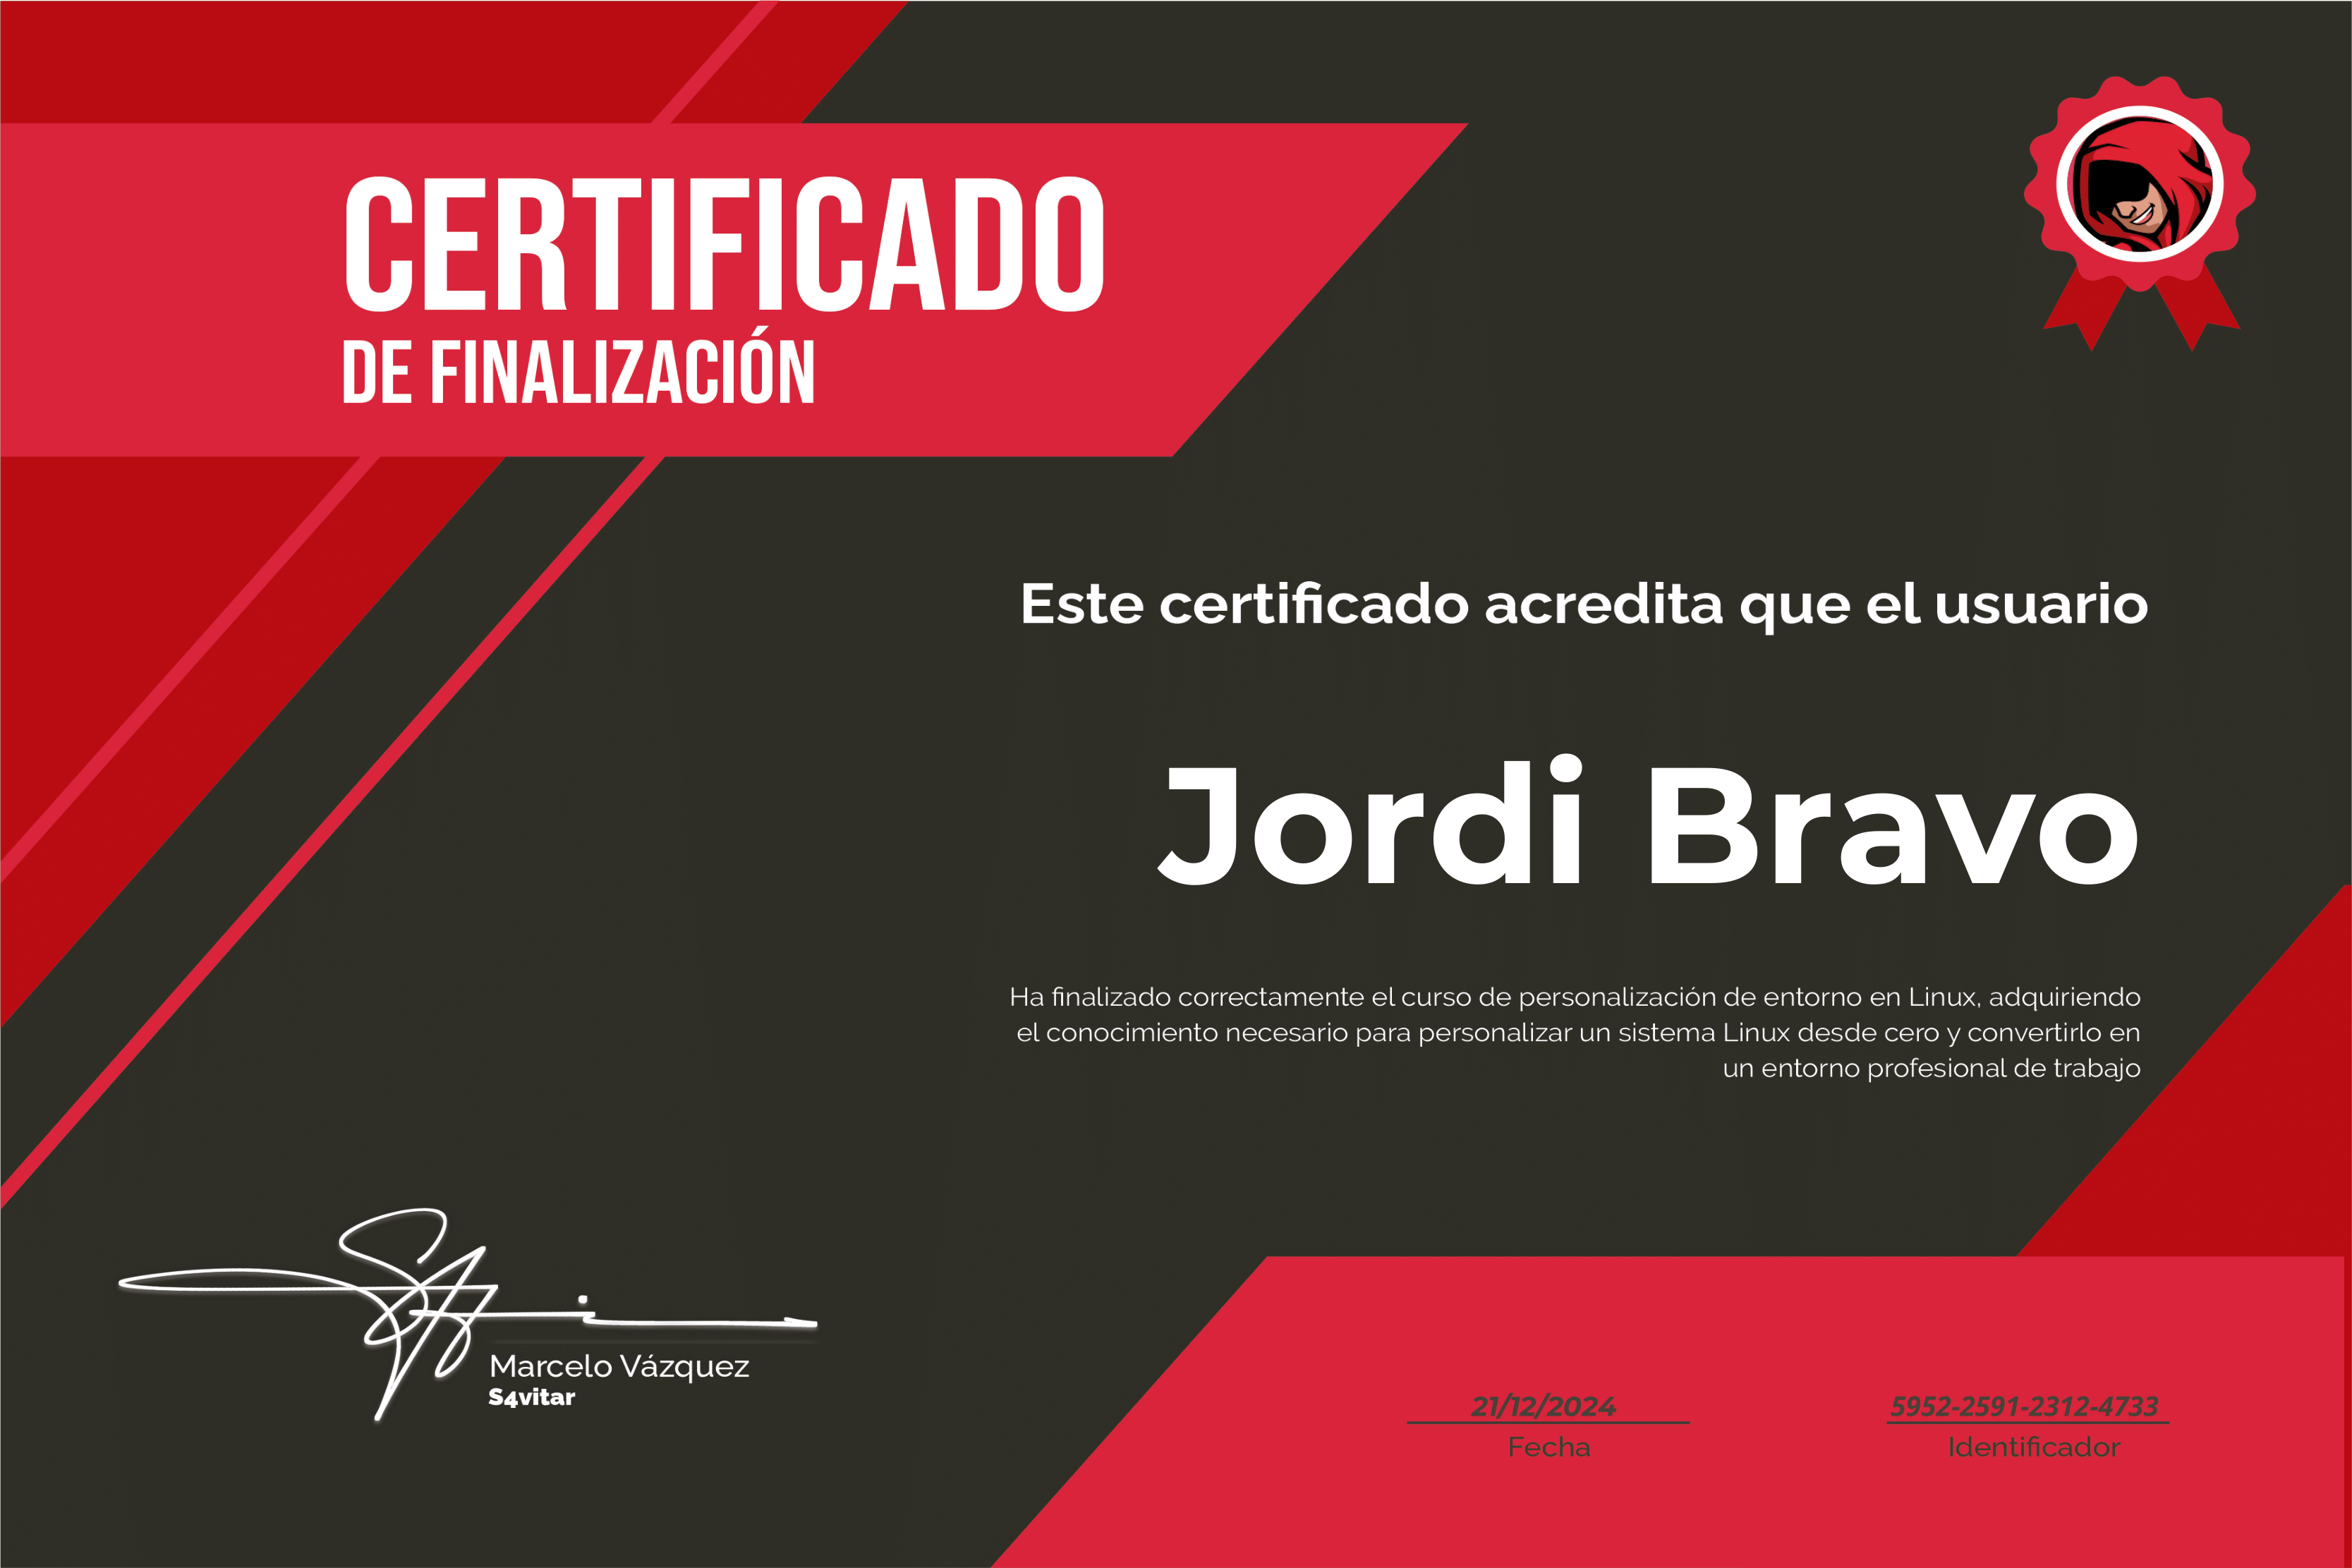 CERTIFICADO
DE FINALIZACIÓN
Este certificado acredita que el usuario
Jordi Bravo
Ha finalizado correctamente el curso de personalización de entorno en Linux, adquiriendo
el conocimiento necesario para personalizar un sistema Linux desde cero y convertirlo en
un entorno profesional de trabajo
Marcelo Vázquez
S4vitar
21/12/2024
Fecha
5952-2591-2312-4733
Identificador